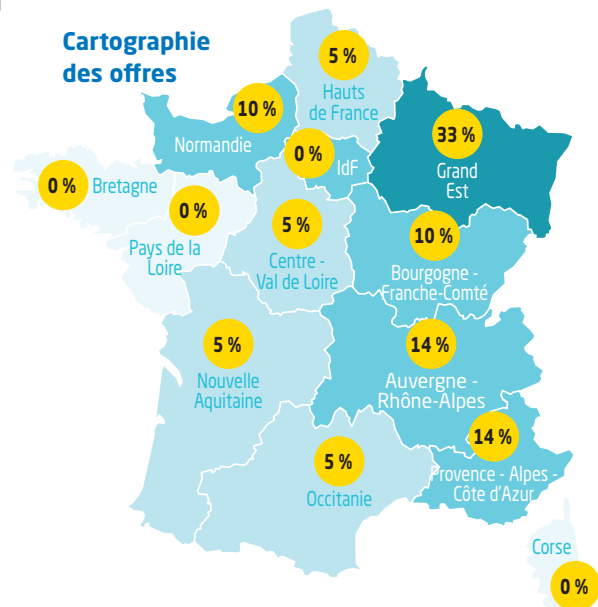 Cartographie
des offres
5 %
Hauts
de France
10 %
Normandie
33 %
Grand
Est
0 %
IdF
0 %
Bretagne
0 %
Pays de la
Loire
5 %
Centre -
Val de Loire
10 %
Bourgogne -
Franche-Comté
5 %
Nouvelle
Aquitaine
14 %
Auvergne -
Rhône-Alpes
14 %
Provence - Alpes -
Côte d'Azur
5 %
Occitanie
Corse
0 %